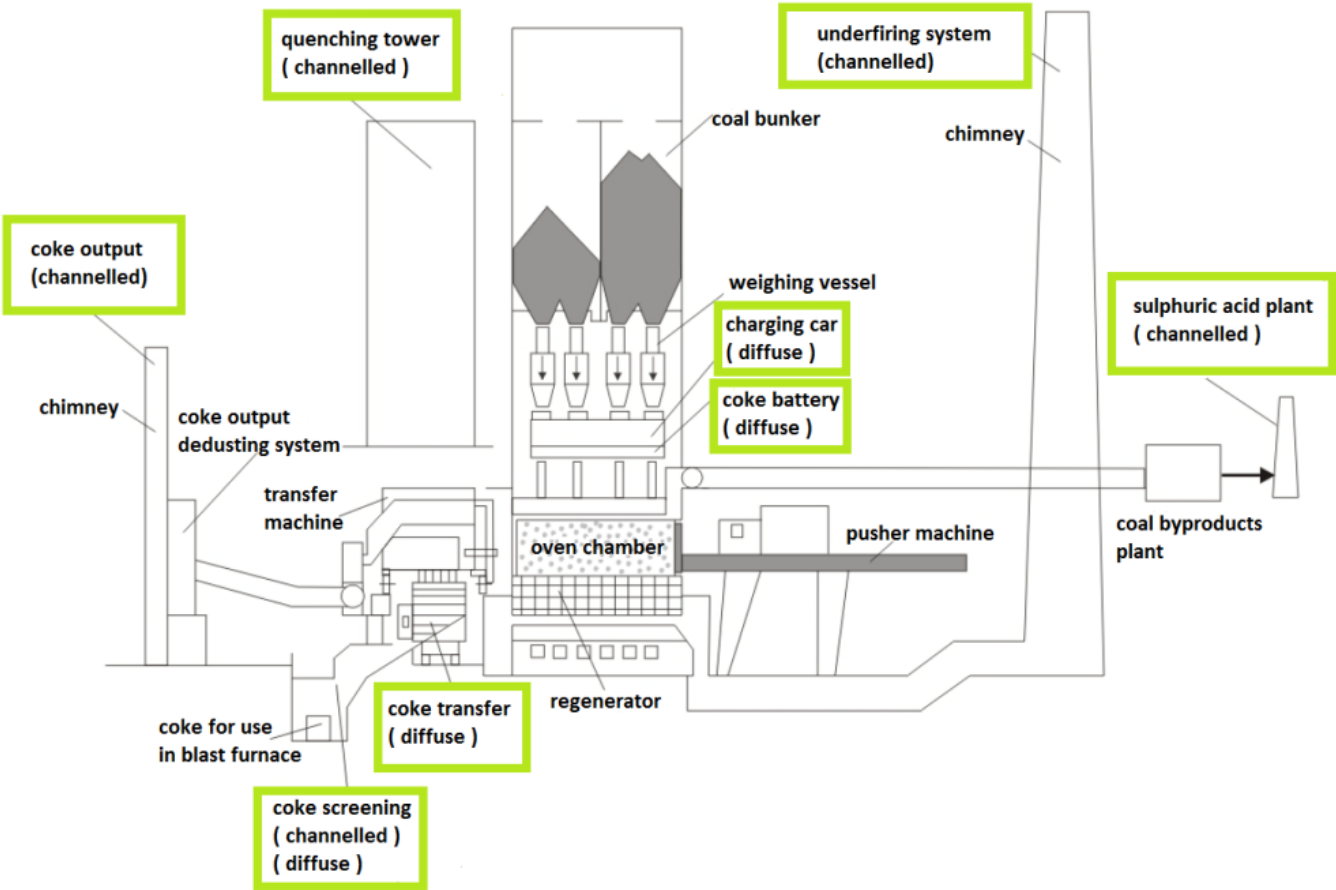 quenching tower
( channelled )
underfiring system
(channelled)
coal bunker
chimney
coke output
(channelled)
weighing vessel
sulphuric acid plant
( channelled )
charging car
( diffuse )
coke battery
( diffuse )
chimney
coke output
dedusting system
transfer
machine
oven chamber
pusher machine
coal byproducts
plant
regenerator
coke transfer
( diffuse )
coke for use
in blast furnace
coke screening
( channelled )
( diffuse )